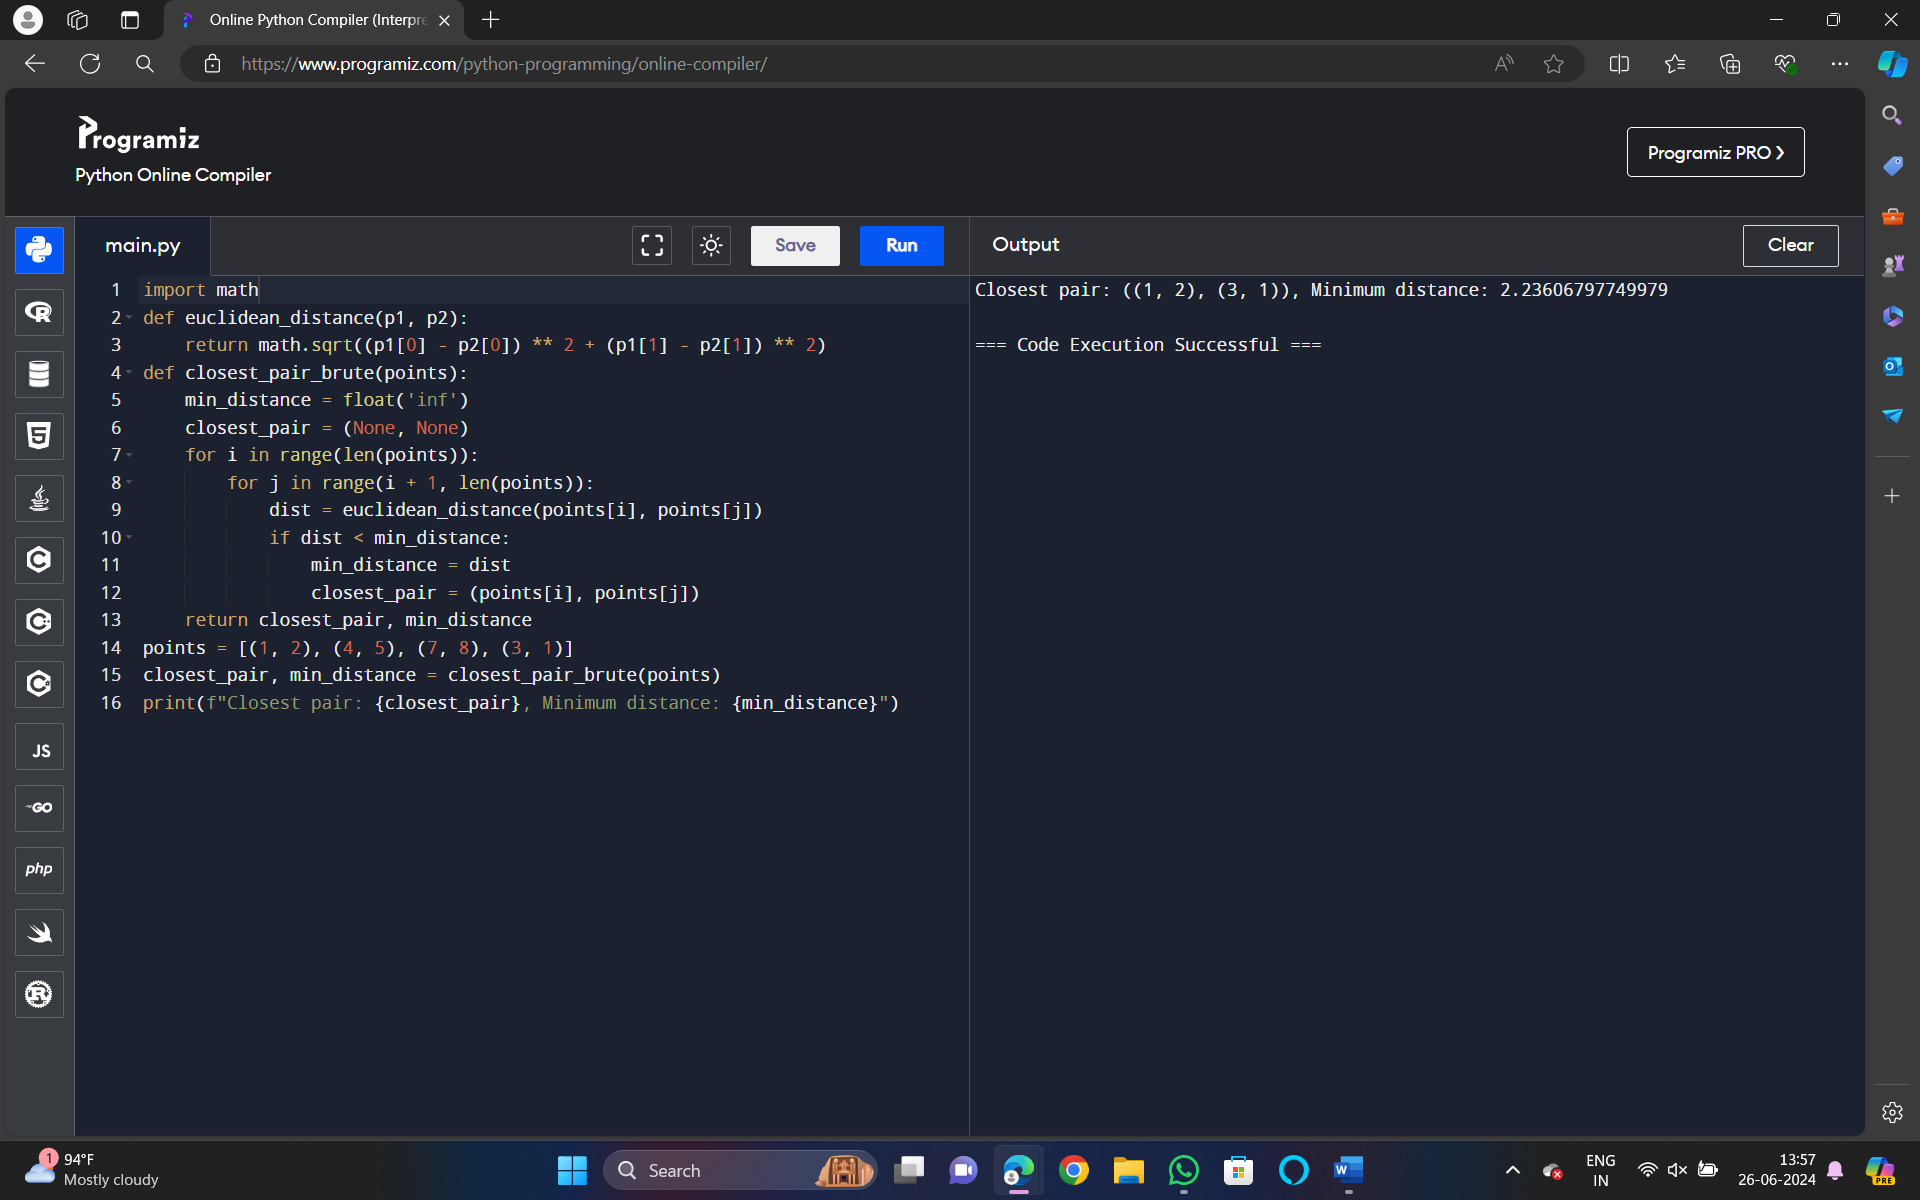 Online Python Compiler (Interpre
https://www.programiz.com/python-programming/online-compiler/
Programiz
Python Online Compiler
Programiz PRO
main.py
Save
Run
Output
Clear
1 import math
2 def euclidean_distance(p1, p2):
3     return math.sqrt((p1[0] - p2[0]) ** 2 + (p1[1] - p2[1]) ** 2)
4 def closest_pair_brute(points):
5     min_distance = float('inf')
6     closest_pair = (None, None)
7     for i in range(len(points)):
8         for j in range(i + 1, len(points)):
9             dist = euclidean_distance(points[i], points[j])
10             if dist < min_distance:
11                 min_distance = dist
12                 closest_pair = (points[i], points[j])
13     return closest_pair, min_distance
14 points = [(1, 2), (4, 5), (7, 8), (3, 1)]
15 closest_pair, min_distance = closest_pair_brute(points)
16 print(f"Closest pair: {closest_pair}, Minimum distance: {min_distance}")
Closest pair: ((1, 2), (3, 1)), Minimum distance: 2.23606797749979
=== Code Execution Successful ===
JS
GO
php
1
94°F
Mostly cloudy
Search
ENG
IN
13:57
26-06-2024
PRE